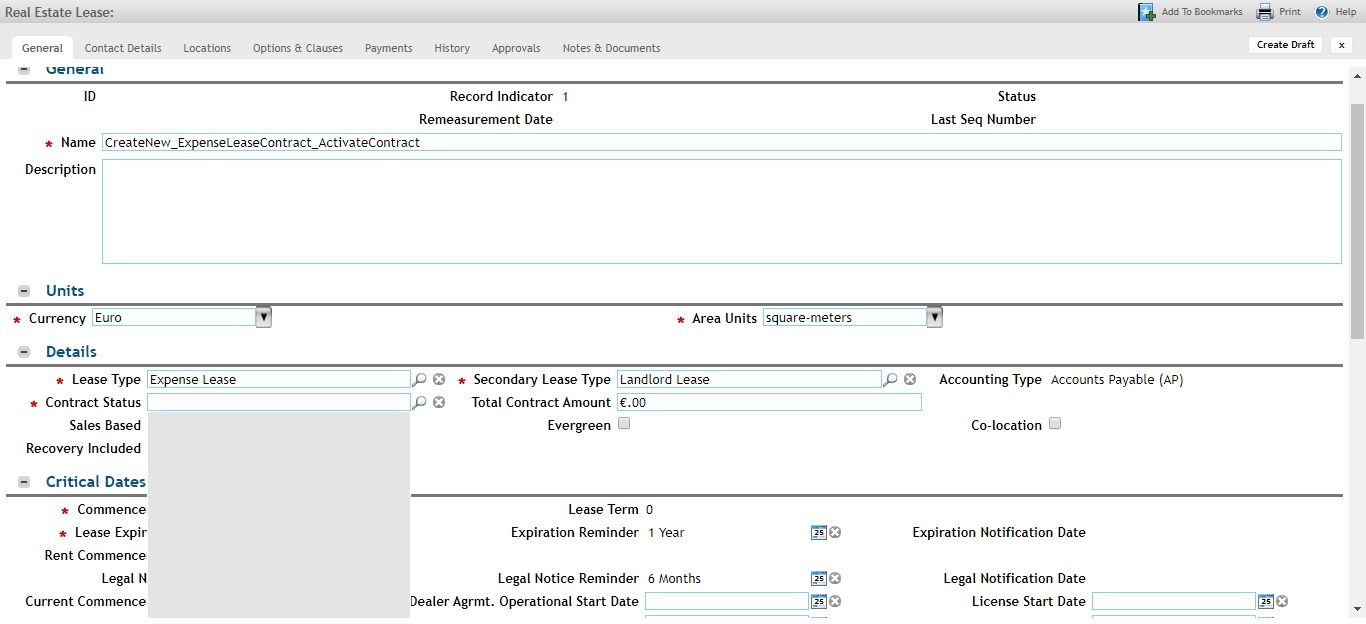 Real Estate Lease:
Add To Bookmarks Print Help
General Contact Details Locations Options & Clauses Payments History Approvals Notes & Documents Create Draft x
General
ID Record Indicator 1 Status
Remeasurement Date Last Seq Number
* Name CreateNew_ExpenseLeaseContract_ActivateContract
Description
Units
* Currency Euro * Area Units square-meters
Details
* Lease Type Expense Lease * Secondary Lease Type Landlord Lease Accounting Type Accounts Payable (AP)
* Contract Status Total Contract Amount €.00
Sales Based Evergreen Co-location
Recovery Included
Critical Dates
* Commence Lease Term 0
* Lease Expir Expiration Reminder 1 Year 25 Expiration Notification Date
Rent Commence
Legal N Legal Notice Reminder 6 Months 25 Legal Notification Date
Current Commence Dealer Agrmt. Operational Start Date 25 License Start Date 25